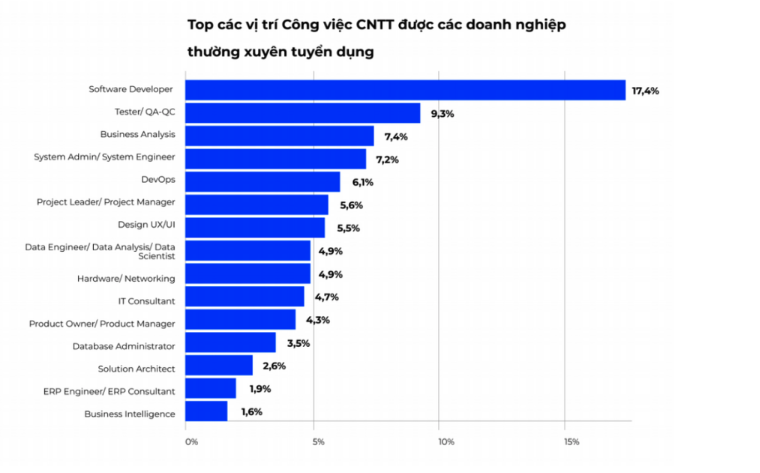 Top các vị trí Công việc CNTT được các doanh nghiệp
thường xuyên tuyển dụng
Software Developer 17,4%
Tester/ QA-QC 9,3%
Business Analysis 7,4%
System Admin/ System Engineer 7,2%
DevOps 6,1%
Project Leader/ Project Manager 5,6%
Design UX/UI 5,5%
Data Engineer/ Data Analysis/ Data
Scientist 4,9%
Hardware/ Networking 4,9%
IT Consultant 4,7%
Product Owner/ Product Manager 4,3%
Database Administrator 3,5%
Solution Architect 2,6%
ERP Engineer/ ERP Consultant 1,9%
Business Intelligence 1,6%
0% 5% 10% 15%